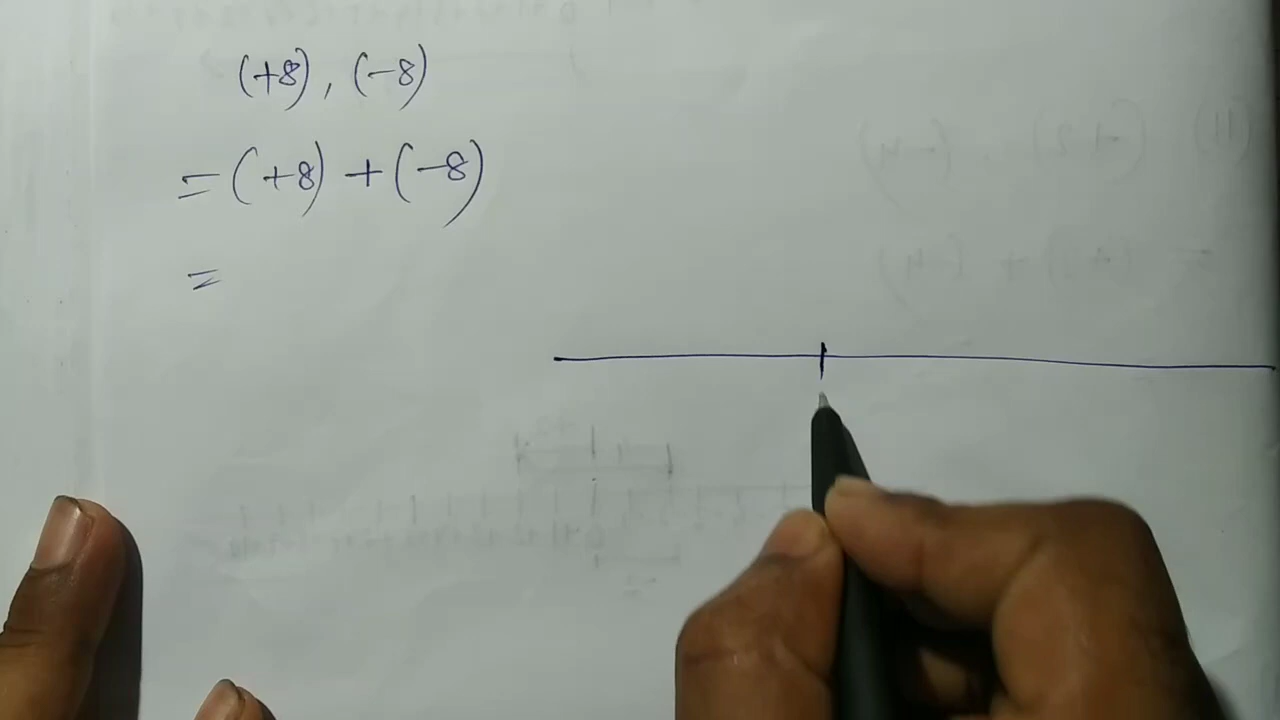 (+8), (-8)
= (+8) + (-8)
=